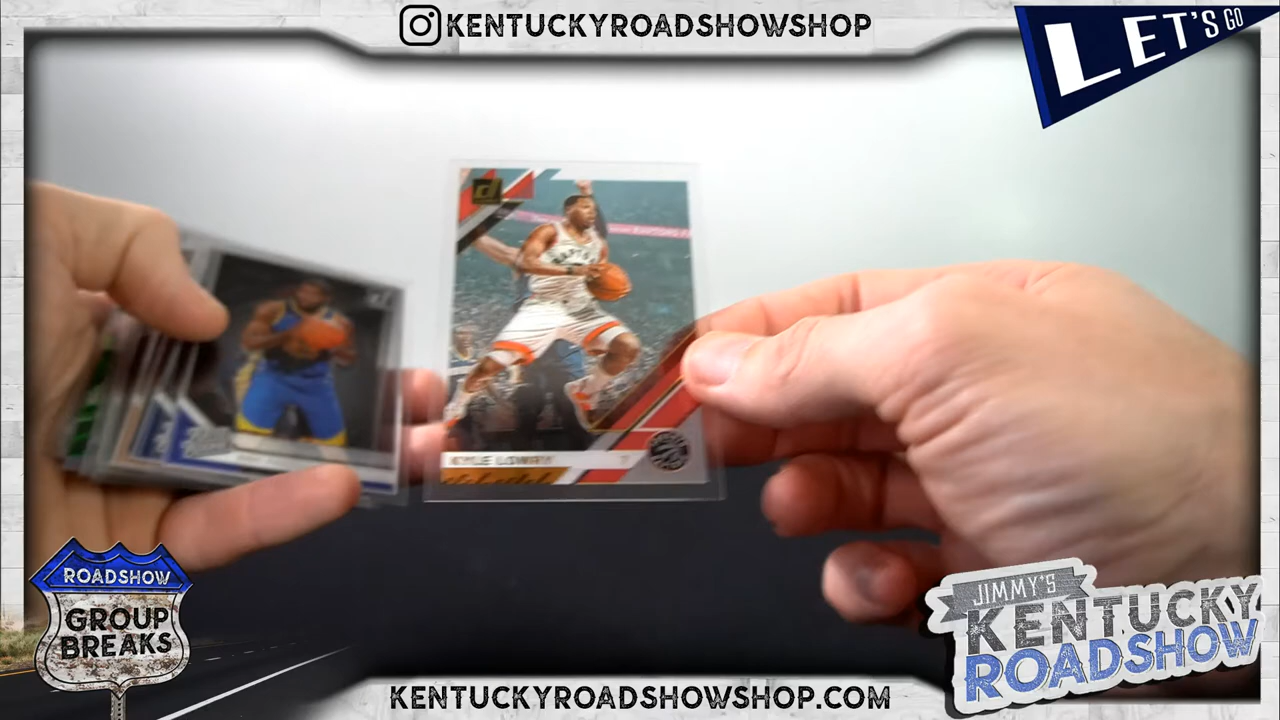 KENTUCKYROADSHOWSHOP
LET'S GO
KYLE LOWRY
ROADSHOW
GROUP
BREAKS
JIMMY'S
KENTUCKY
ROADSHOW
KENTUCKYROADSHOWSHOP.COM